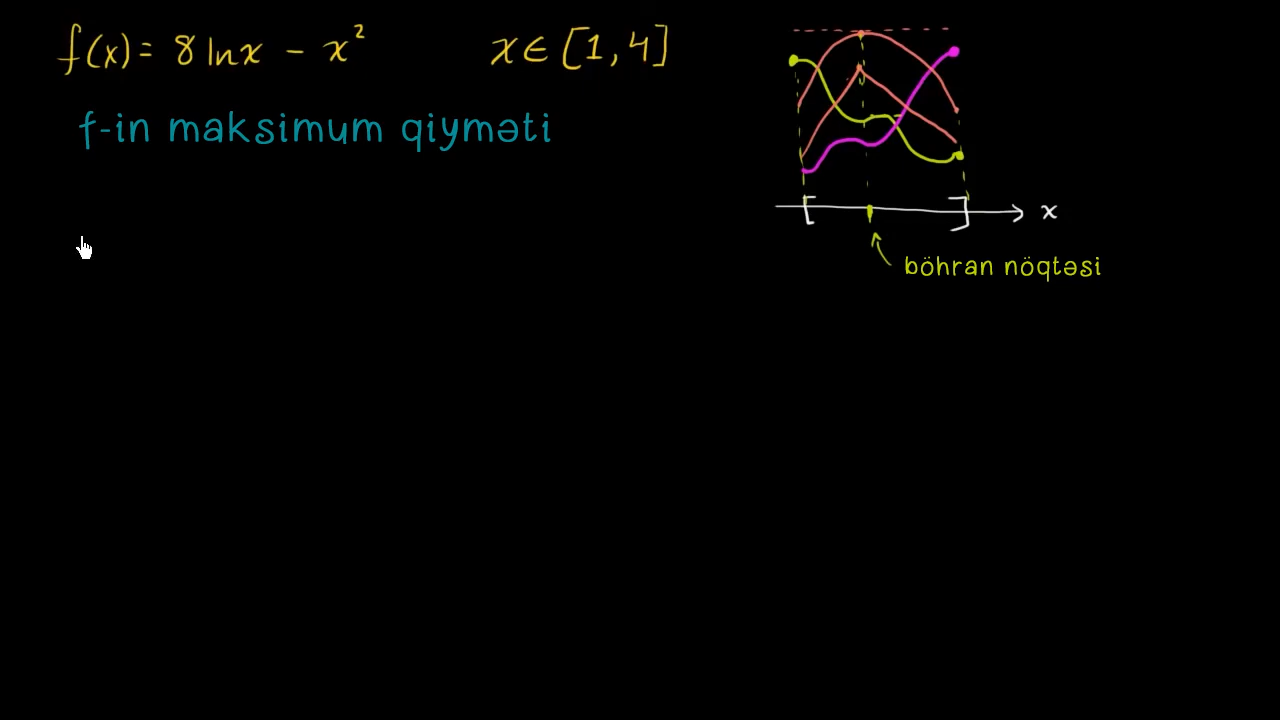 f(x) = 8 ln x − x² x ∈ [1, 4]
f-in maksimum qiyməti
x
böhran nöqtəsi